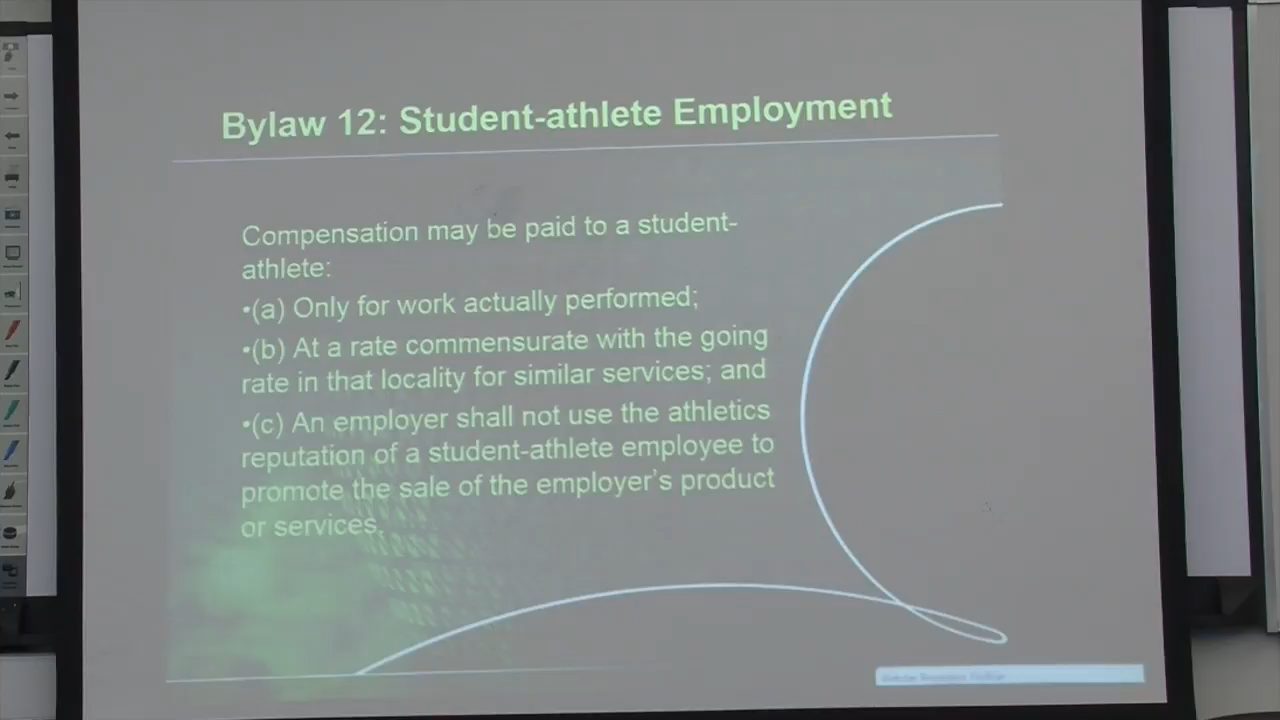 Bylaw 12: Student-athlete Employment
Compensation may be paid to a student-
athlete:
•(a) Only for work actually performed;
•(b) At a rate commensurate with the going
rate in that locality for similar services; and
•(c) An employer shall not use the athletics
reputation of a student-athlete employee to
promote the sale of the employer's product
or services.